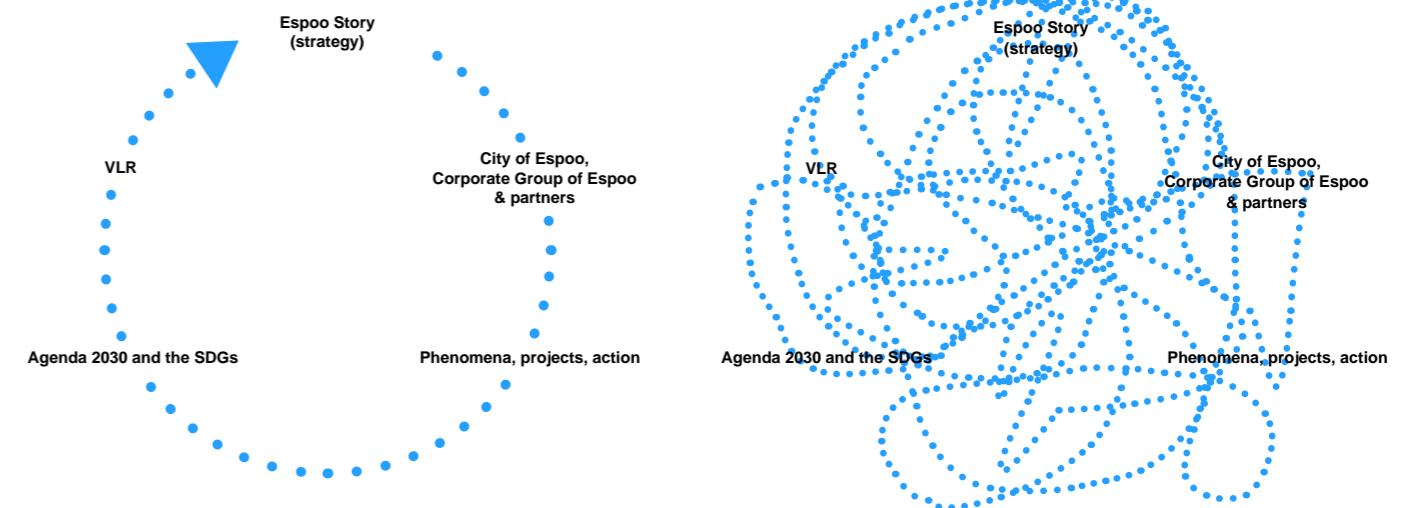 Espoo Story
(strategy)
City of Espoo,
Corporate Group of Espoo
& partners
VLR
Agenda 2030 and the SDGs
Phenomena, projects, action
Espoo Story
(strategy)
City of Espoo,
Corporate Group of Espoo
& partners
VLR
Agenda 2030 and the SDGs
Phenomena, projects, action